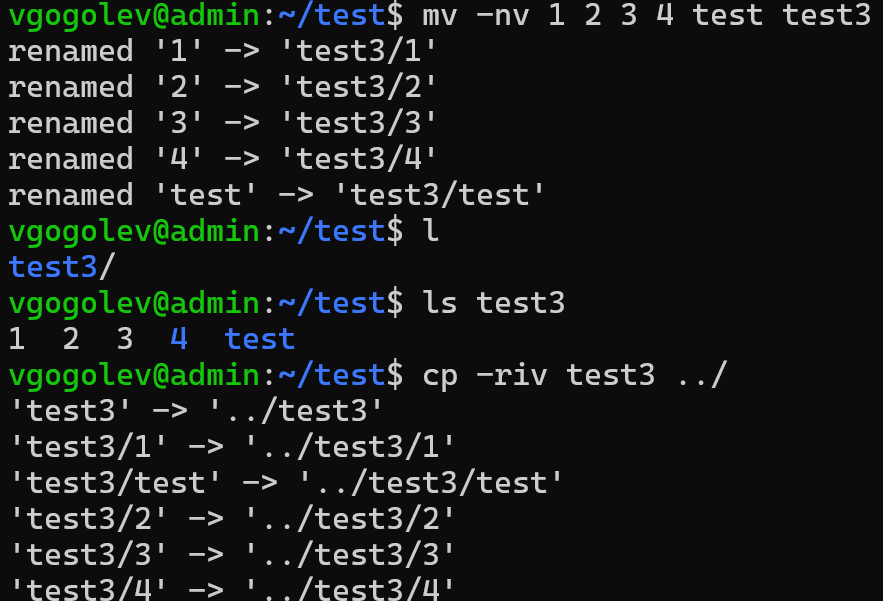 vgogolev@admin:~/test$ mv -nv 1 2 3 4 test test3
renamed '1' -> 'test3/1'
renamed '2' -> 'test3/2'
renamed '3' -> 'test3/3'
renamed '4' -> 'test3/4'
renamed 'test' -> 'test3/test'
vgogolev@admin:~/test$ l
test3/
vgogolev@admin:~/test$ ls test3
1  2  3  4  test
vgogolev@admin:~/test$ cp -riv test3 ../
'test3' -> '../test3'
'test3/1' -> '../test3/1'
'test3/test' -> '../test3/test'
'test3/2' -> '../test3/2'
'test3/3' -> '../test3/3'
'test3/4' -> '../test3/4'